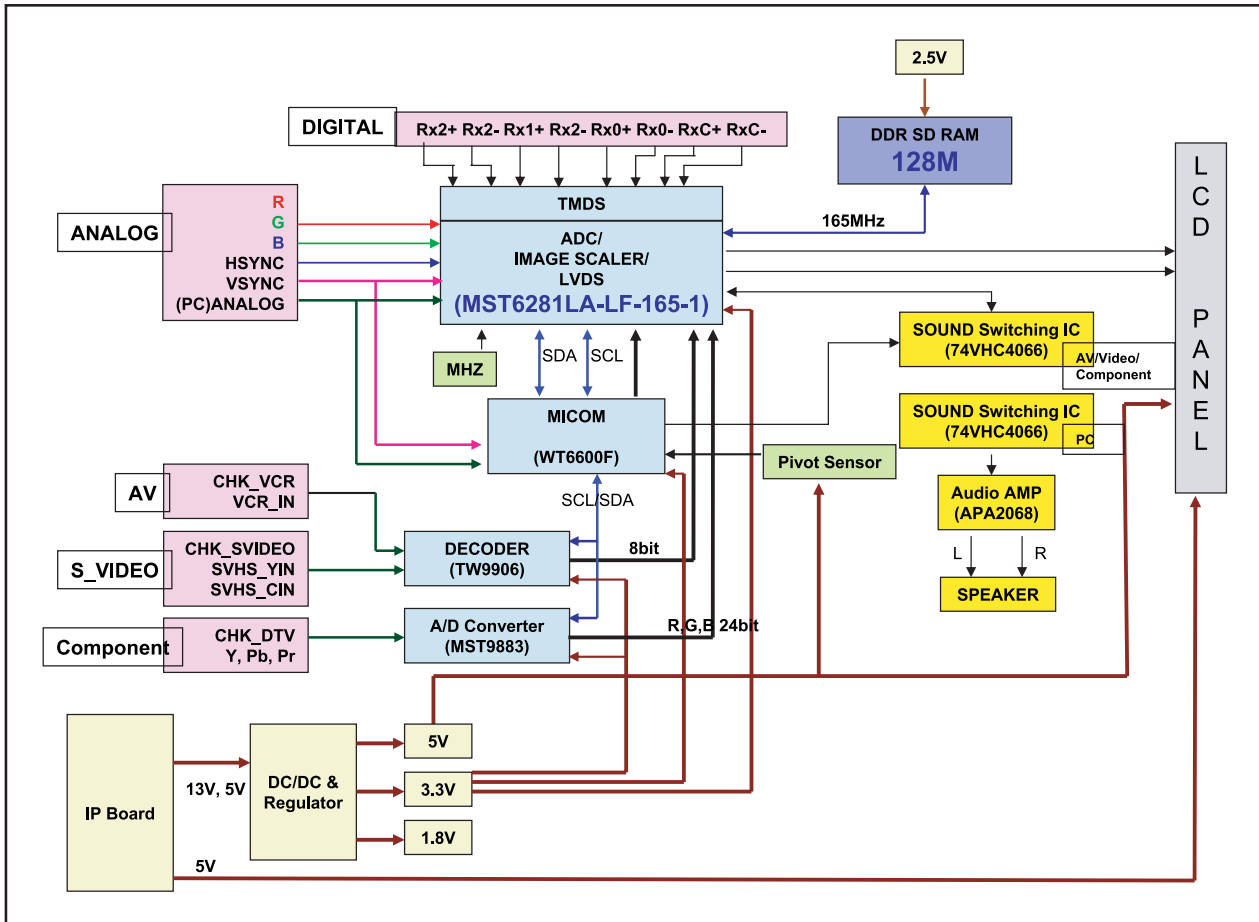 2.5V
DIGITAL
Rx2+ Rx2- Rx1+ Rx2- Rx0+ Rx0- RxC+ RxC-
DDR SD RAM
128M
165MHz
LCD PANEL
TMDS
ADC/
IMAGE SCALER/
LVDS
(MST6281LA-LF-165-1)
ANALOG
R
G
B
HSYNC
VSYNC
(PC)ANALOG
MHZ
SDA
SCL
SOUND Switching IC
(74VHC4066)
AV/Video/
Component
SOUND Switching IC
(74VHC4066)
PC
MICOM
(WT6600F)
Pivot Sensor
Audio AMP
(APA2068)
L
R
SPEAKER
AV
CHK_VCR
VCR_IN
SCL/SDA
S_VIDEO
CHK_SVIDEO
SVHS_YIN
SVHS_CIN
DECODER
(TW9906)
8bit
Component
CHK_DTV
Y, Pb, Pr
A/D Converter
(MST9883)
R,G,B 24bit
IP Board
13V, 5V
5V
DC/DC &
Regulator
5V
3.3V
1.8V